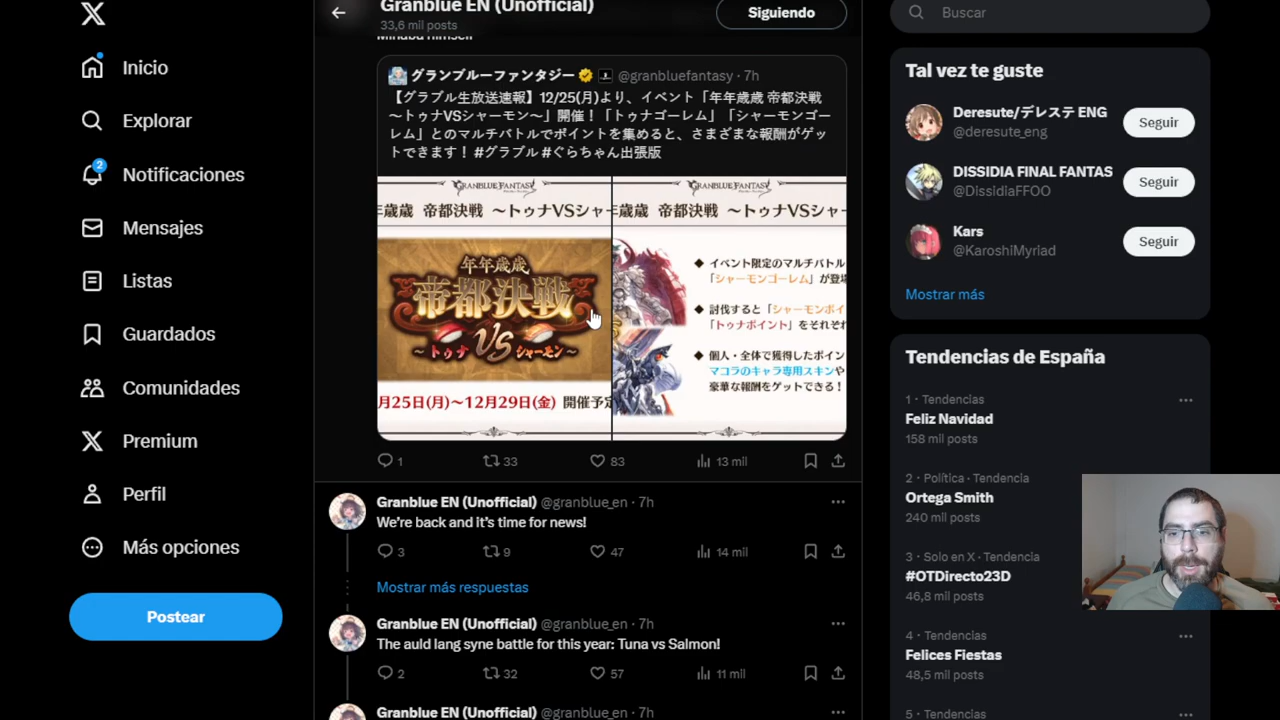 Inicio
Explorar
2
Notificaciones
Mensajes
Listas
Guardados
Comunidades
Premium
Perfil
Más opciones
Postear
Granblue EN (Unofficial)
33,6 mil posts
Siguiendo
グランブルーファンタジー @granbluefantasy · 7h
【グラブル生放送速報】12/25(月)より、イベント「年年歳歳 帝都決戦
～トゥナVSシャーモン～」開催！「トゥナゴーレム」「シャーモンゴー
レム」とのマルチバトルでポイントを集めると、さまざまな報酬がゲッ
トできます！ #グラブル #ぐらちゃん出張版
GRANBLUE FANTASY
年歳歳 帝都決戦 ～トゥナVSシャー
年年歳歳
帝都決戦
VS
～トゥナ シャーモン～
月25日(月)～12月29日(金) 開催予定
GRANBLUE FANTASY
年歳歳 帝都決戦 ～トゥナVSシャー
◆ イベント限定のマルチバトル
「シャーモンゴーレム」が登場
◆ 討伐すると「シャーモンポイ
「トゥナポイント」をそれぞれ
◆ 個人・全体で獲得したポイン
マコラのキャラ専用スキンや
豪華な報酬をゲットできる！
1 33 83 13 mil
Granblue EN (Unofficial) @granblue_en · 7h
We're back and it's time for news!
3 9 47 14 mil
Mostrar más respuestas
Granblue EN (Unofficial) @granblue_en · 7h
The auld lang syne battle for this year: Tuna vs Salmon!
2 32 57 11 mil
Granblue EN (Unofficial) @granblue_en · 7h
Buscar
Tal vez te guste
Deresute/デレステ ENG
@deresute_eng
Seguir
DISSIDIA FINAL FANTAS
@DissidiaFFOO
Seguir
Kars
@KaroshiMyriad
Seguir
Mostrar más
Tendencias de España
1 · Tendencias
Feliz Navidad
158 mil posts
2 · Política · Tendencia
Ortega Smith
240 mil posts
3 · Solo en X · Tendencia
#OTDirecto23D
46,8 mil posts
4 · Tendencias
Felices Fiestas
48,5 mil posts
5 · Tendencias